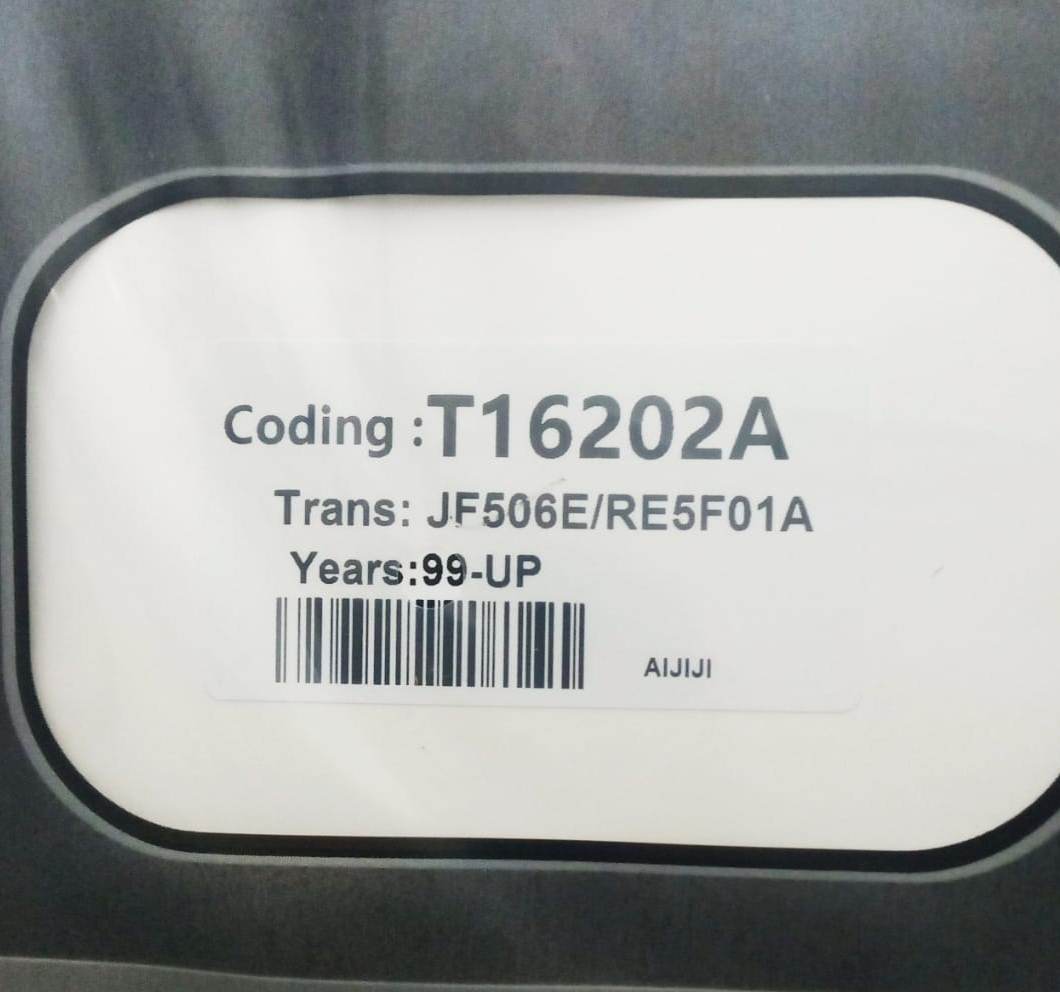 Coding :T16202A
Trans: JF506E/RE5F01A
Years:99-UP
AIJIJI